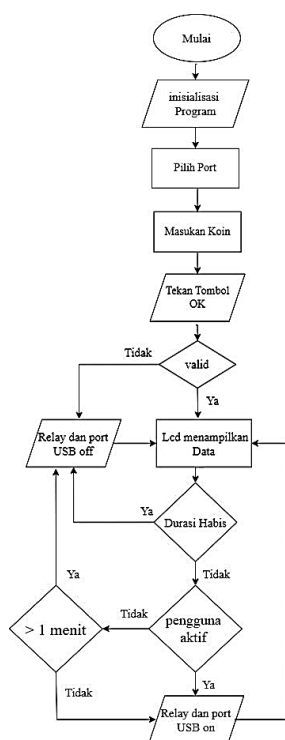 Mulai
inisialisasi
Program
Pilih Port
Masukan Koin
Tekan Tombol
OK
Tidak
valid
Ya
Relay dan port
USB off
Lcd menampilkan
Data
Ya
Durasi Habis
Tidak
Ya
Tidak
pengguna
aktif
> 1 menit
Tidak
Ya
Relay dan port
USB on